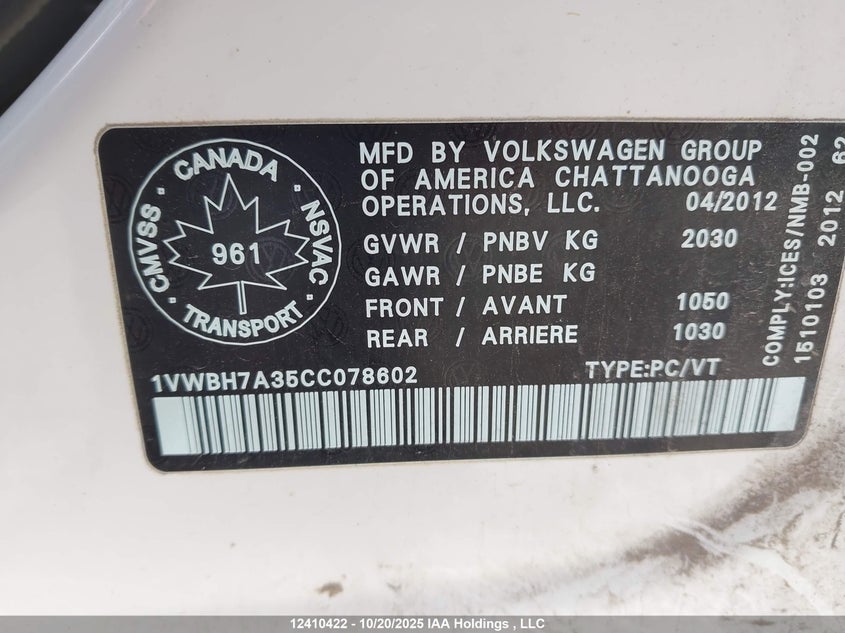 CANADA
CMVSS
NSVAC
961
TRANSPORT
MFD BY VOLKSWAGEN GROUP
OF AMERICA CHATTANOOGA
OPERATIONS, LLC. 04/2012
GVWR / PNBV KG 2030
GAWR / PNBE KG
FRONT / AVANT 1050
REAR / ARRIERE 1030
1VWBH7A35CC078602 TYPE:PC/VT
COMPLY:ICES/NMB-002
1510103 2012 62
12410422 - 10/20/2025 IAA Holdings , LLC